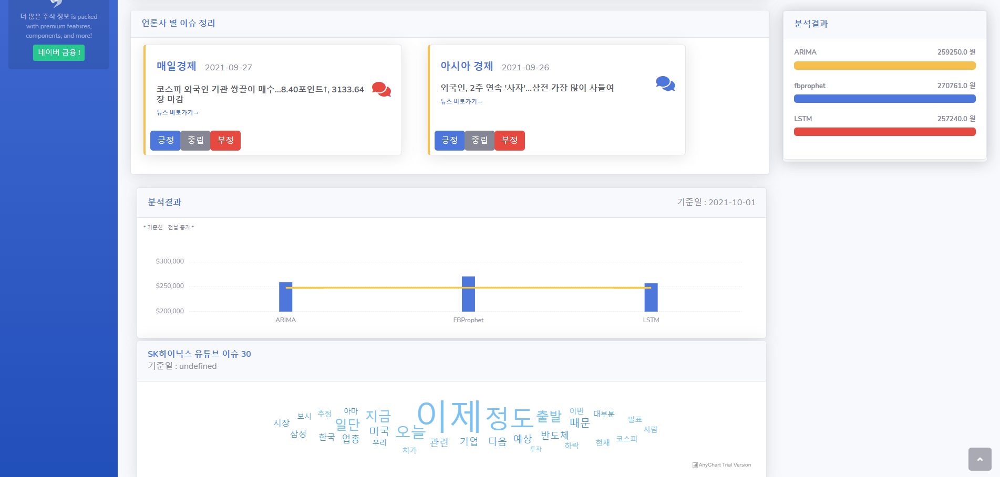 더 많은 주식 정보 is packed
with premium features,
components, and more!
네이버 금융 !
언론사 별 이슈 정리
매일경제 2021-09-27
코스피 외국인 기관 쌍끌이 매수...8.40포인트↑, 3133.64
장 마감
뉴스 바로가기→
긍정 중립 부정
아시아 경제 2021-09-26
외국인, 2주 연속 '사자'...삼전 가장 많이 사들여
뉴스 바로가기→
긍정 중립 부정
분석결과
ARIMA 259250.0 원
fbprophet 270761.0 원
LSTM 257240.0 원
분석결과 기준일 : 2021-10-01
* 기준선 - 전날 종가 *
$300,000
$250,000
$200,000
ARIMA FBProphet LSTM
SK하이닉스 유튜브 이슈 30
기준일 : undefined
이제
정도
출발
지금
일단
오늘
미국
때문
시장
보시
추정
아마
이번
대부분
발표
사람
삼성
한국
업종
우리
관련
기업
다음
예상
반도체
치가
투자
하락
현재
코스피
AnyChart Trial Version